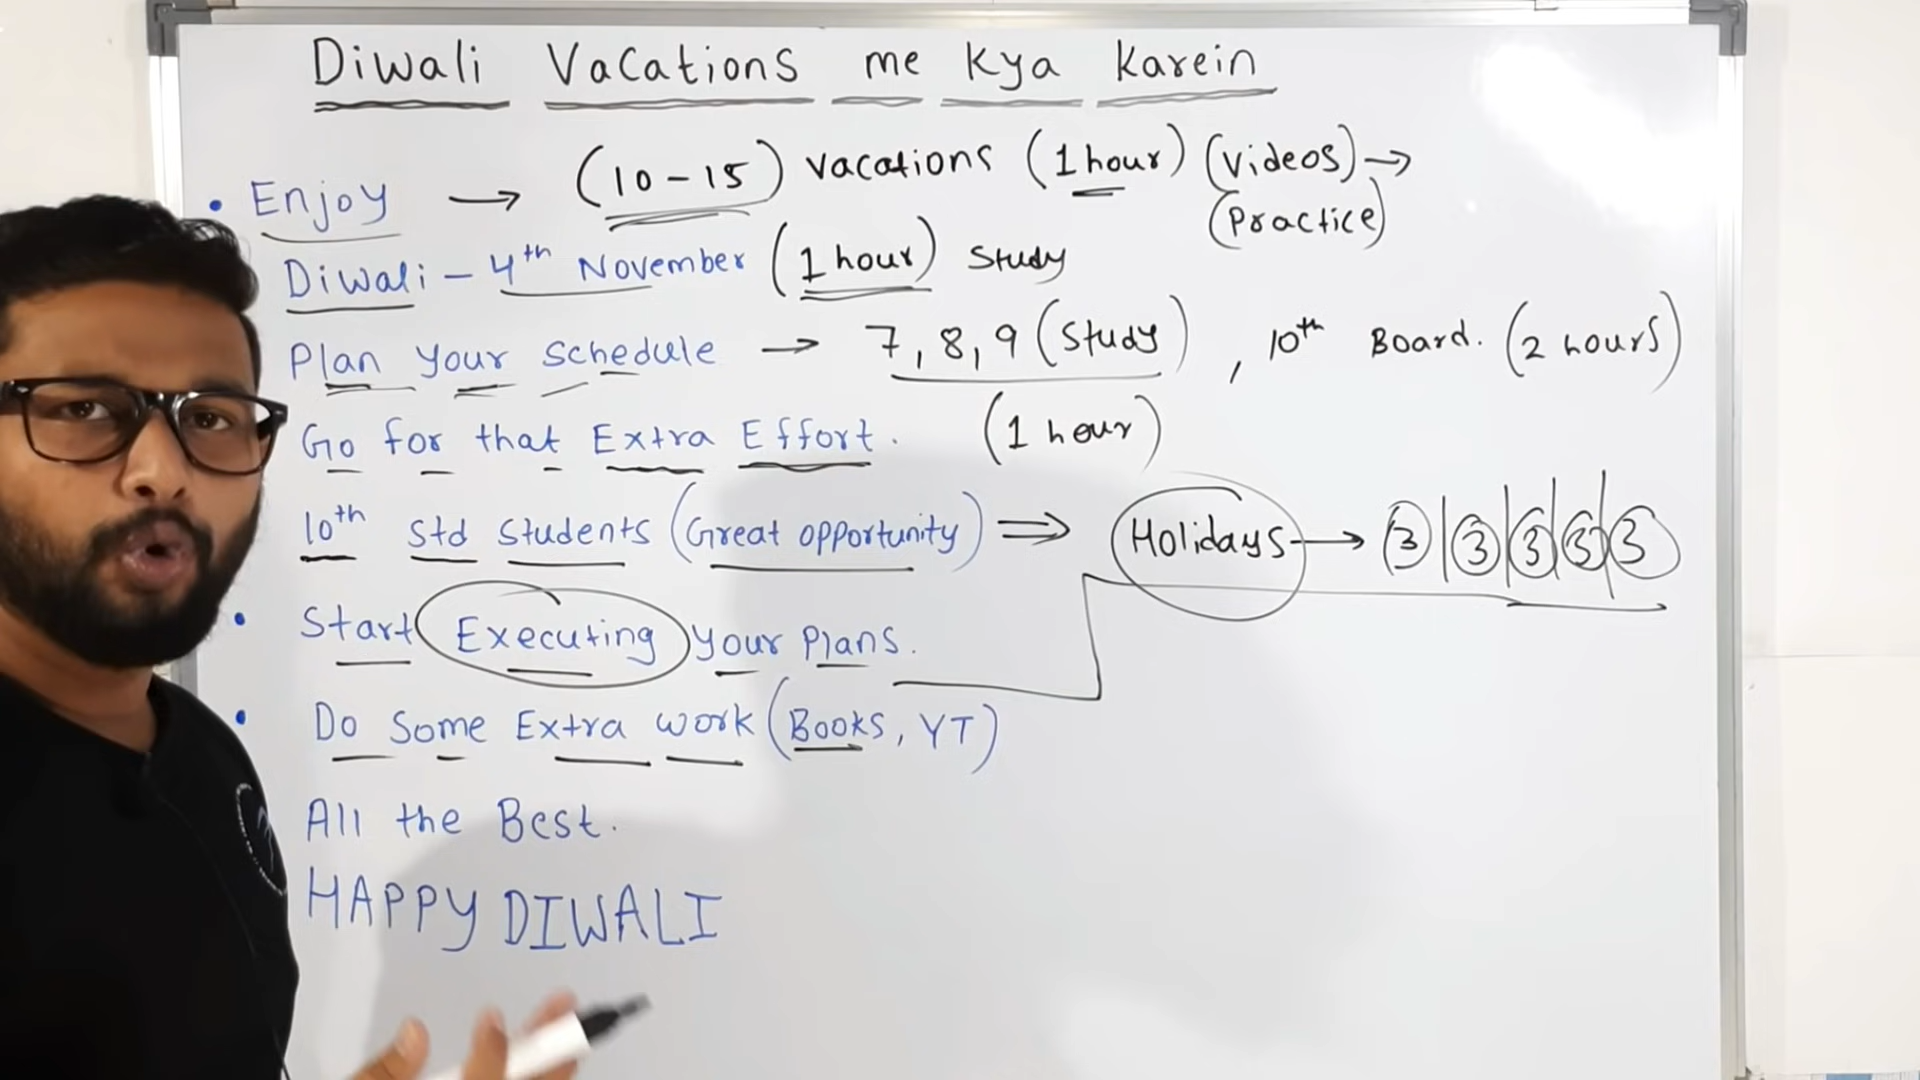 Diwali Vacations me Kya Karein
• Enjoy → (10-15) vacations (1 hour) (videos) →
(Practice)
Diwali - 4th November (1 hour) Study
Plan your schedule → 7, 8, 9 (Study), 10th Board. (2 hours)
Go for that Extra Effort. (1 hour)
10th std students (Great opportunity) ⇒ Holidays → 3 | 3 | 3 | 3 | 3
• Start Executing your Plans.
• Do Some Extra work (Books, YT)
All the Best.
HAPPY DIWALI